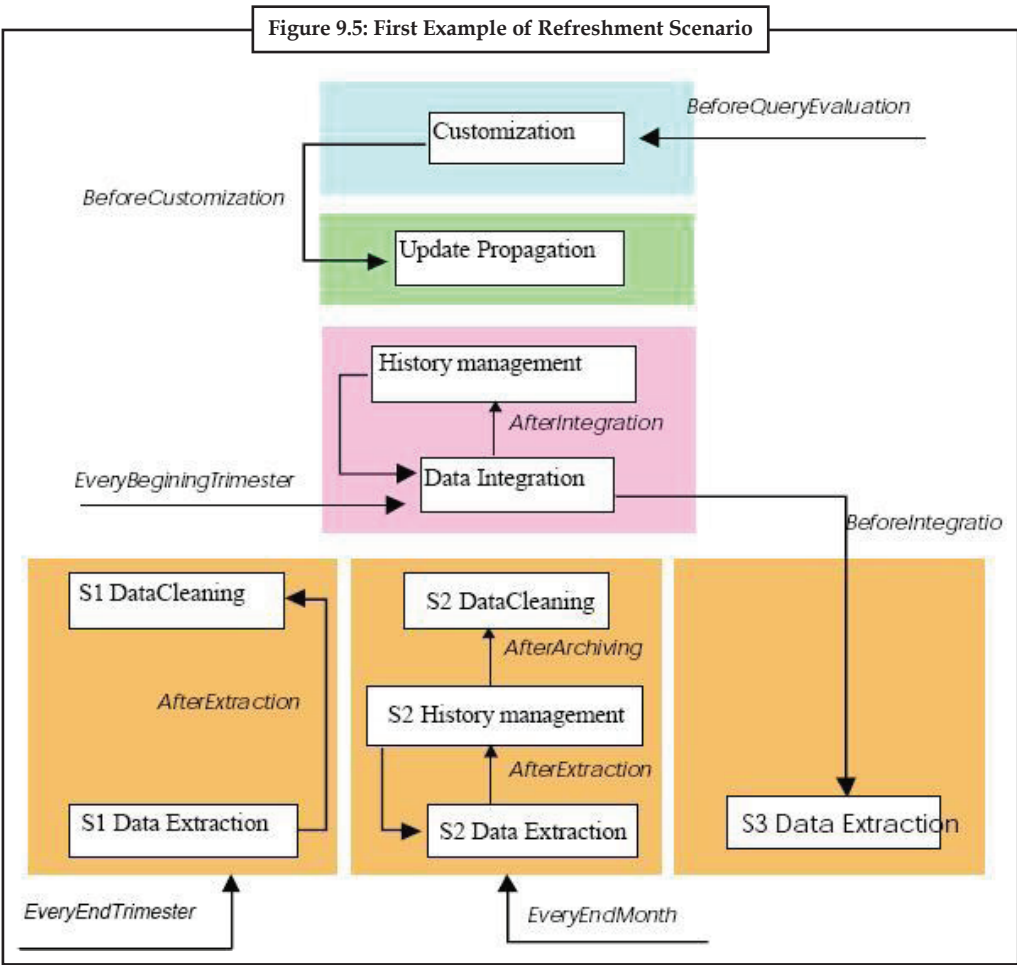 Figure 9.5: First Example of Refreshment Scenario
BeforeQueryEvaluation
Customization
BeforeCustomization
Update Propagation
History management
AfterIntegration
EveryBeginingTrimester
Data Integration
BeforeIntegratio
S1 DataCleaning
S2 DataCleaning
AfterArchiving
AfterExtraction
S2 History management
AfterExtraction
S1 Data Extraction
S2 Data Extraction
S3 Data Extraction
EveryEndTrimester
EveryEndMonth